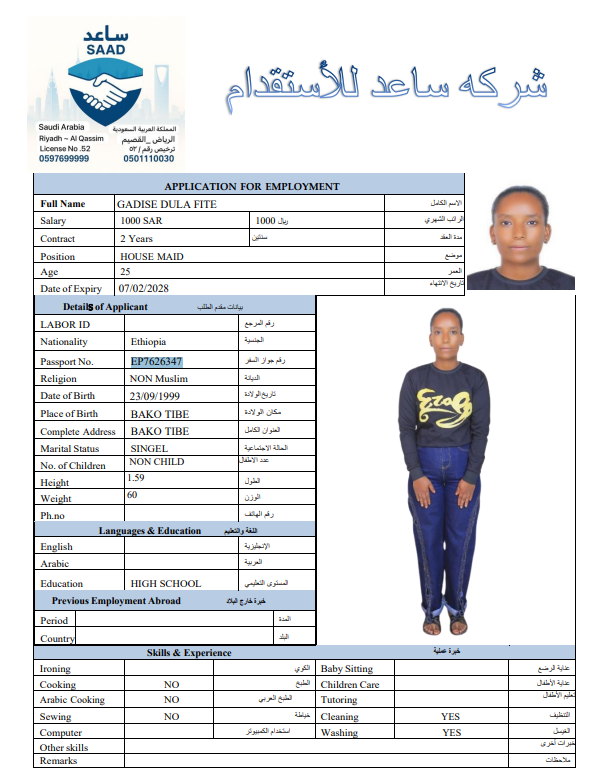 ساعد
SAAD
Saudi Arabia المملكة العربية السعودية
Riyadh ~ Al Qassim الرياض_القصيم
License No .52 ترخيص رقم / ٥٢
0597699999 0501110030
شركه ساعد للأستقدام
APPLICATION FOR EMPLOYMENT
Full Name GADISE DULA FITE الاسم الكامل
Salary 1000 SAR 1000 ريال الراتب الشهري
Contract 2 Years سنتين مدة العقد
Position HOUSE MAID موضع
Age 25 العمر
Date of Expiry 07/02/2028 تاريخ الانتهاء
Details of Applicant بيانات مقدم الطلب
LABOR ID رقم المرجع
Nationality Ethiopia الجنسية
Passport No. EP7626347 رقم جواز السفر
Religion NON Muslim الديانة
Date of Birth 23/09/1999 تاريخ الولادة
Place of Birth BAKO TIBE مكان الولادة
Complete Address BAKO TIBE العنوان الكامل
Marital Status SINGEL الحالة الاجتماعية
No. of Children NON CHILD عدد الاطفال
Height 1.59 الطول
Weight 60 الوزن
Ph.no رقم الهاتف
Languages & Education اللغة والتعليم
English الإنجليزية
Arabic العربية
Education HIGH SCHOOL المستوى التعليمي
Previous Employment Abroad خبرة خارج البلاد
Period المدة
Country البلد
Skills & Experience خبرة عملية
Ironing الكوي Baby Sitting عناية الرضع
Cooking NO الطبخ Children Care عناية الأطفال
Arabic Cooking NO الطبخ العربي Tutoring تعليم الأطفال
Sewing NO خياطة Cleaning YES التنظيف
Computer استخدام الكمبيوتر Washing YES الغسيل
Other skills خبرات أخرى
Remarks ملاحظات